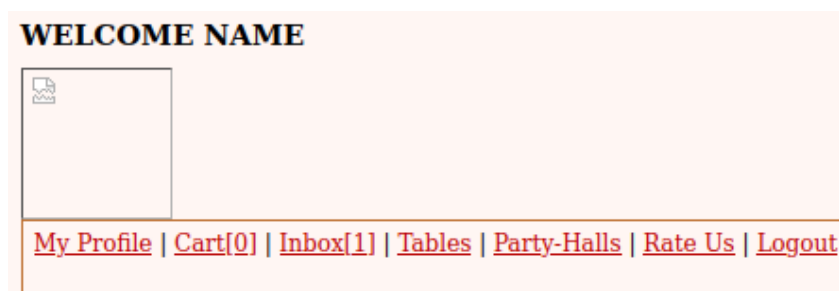 WELCOME NAME
My Profile | Cart[0] | Inbox[1] | Tables | Party-Halls | Rate Us | Logout